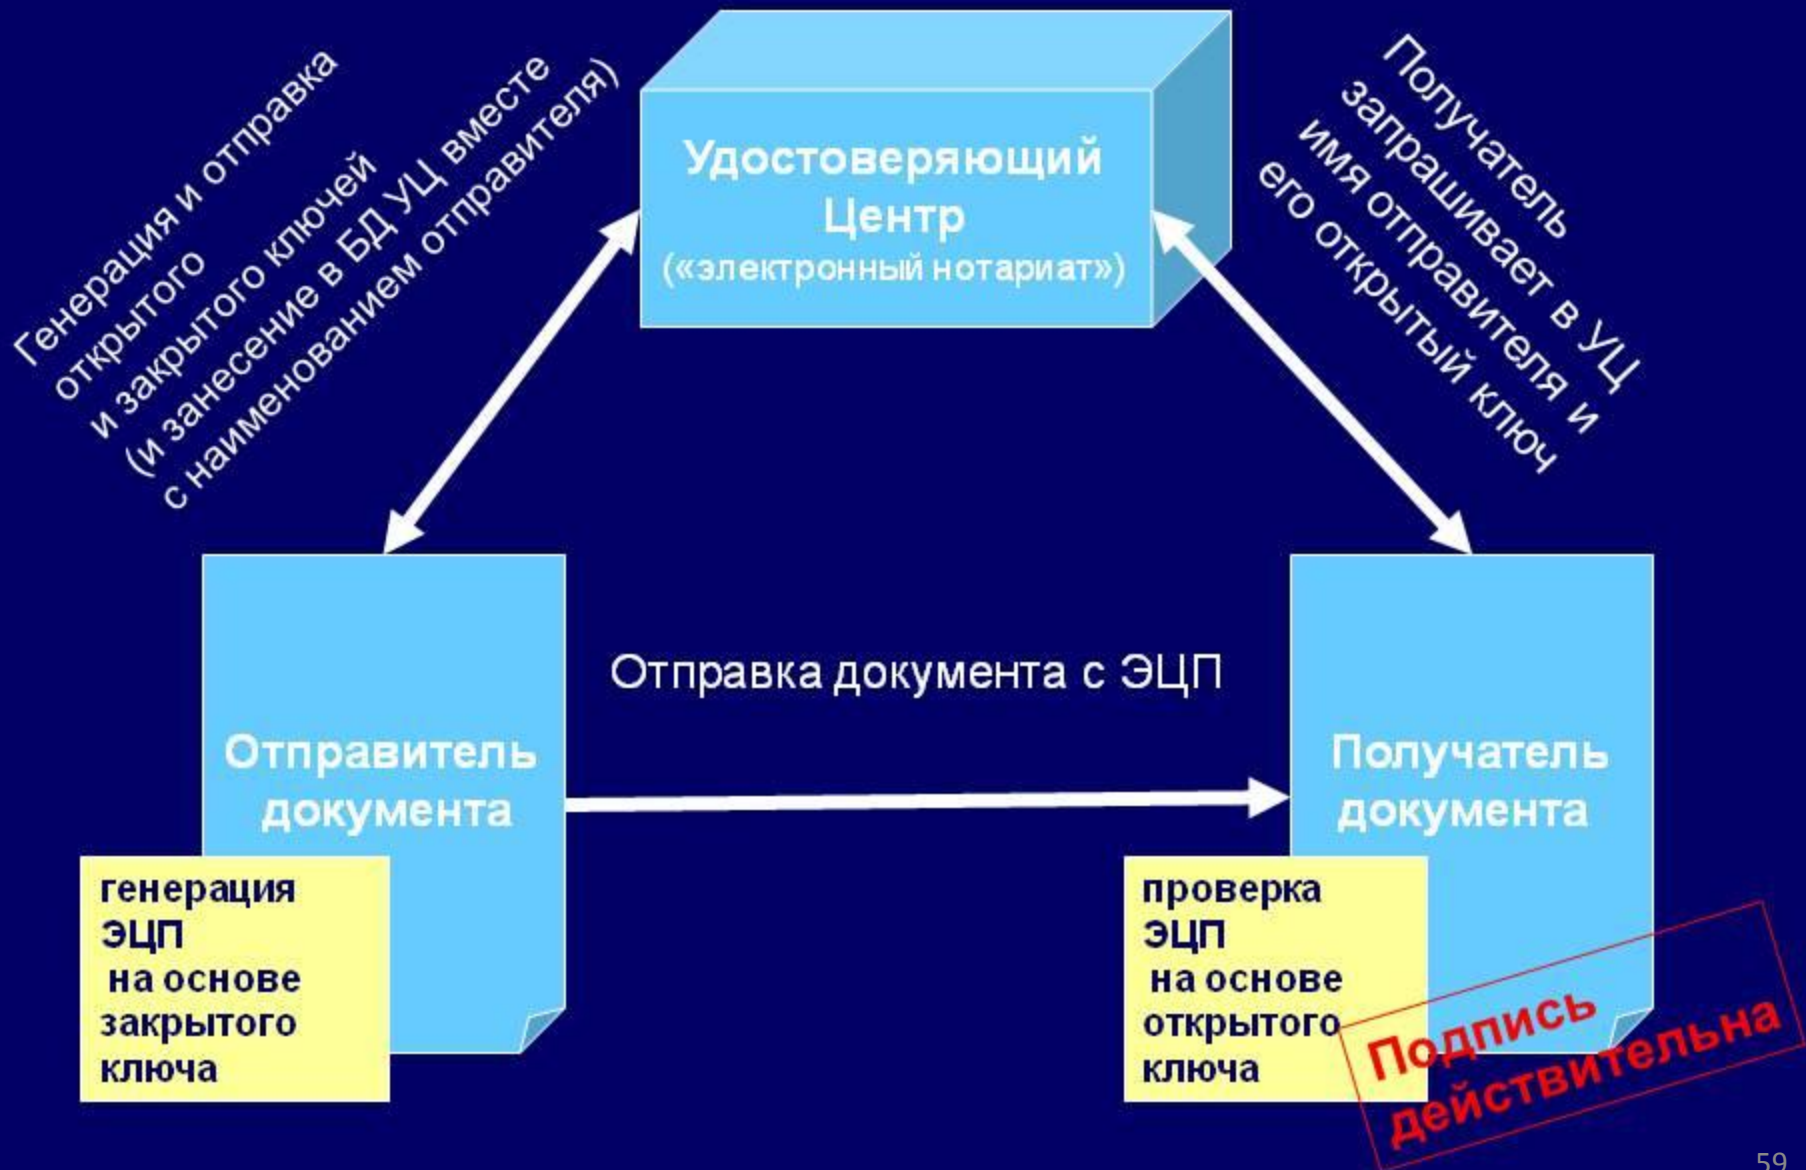 Генерация и отправка
открытого
и закрытого ключей
(и занесение в БД УЦ вместе
с наименованием отправителя)
Удостоверяющий
Центр
(«электронный нотариат»)
Получатель
запрашивает в УЦ
имя отправителя и
его открытый ключ
Отправка документа с ЭЦП
Отправитель
документа
Получатель
документа
генерация
ЭЦП
на основе
закрытого
ключа
проверка
ЭЦП
на основе
открытого
ключа
Подпись
действительна
59